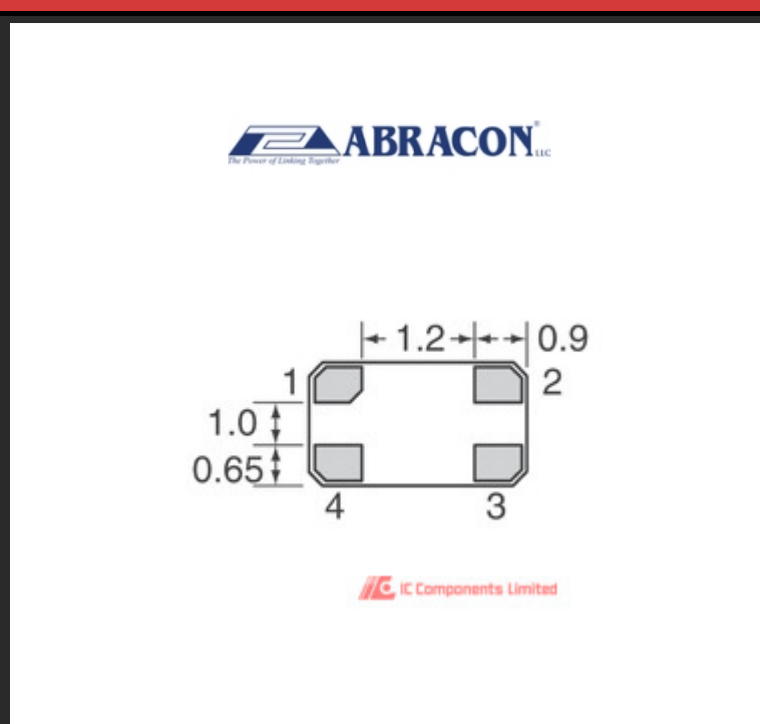 ABRACON® LLC
The Power of Linking Together
1.2 0.9
1 2
1.0
0.65
4 3
IC Components Limited